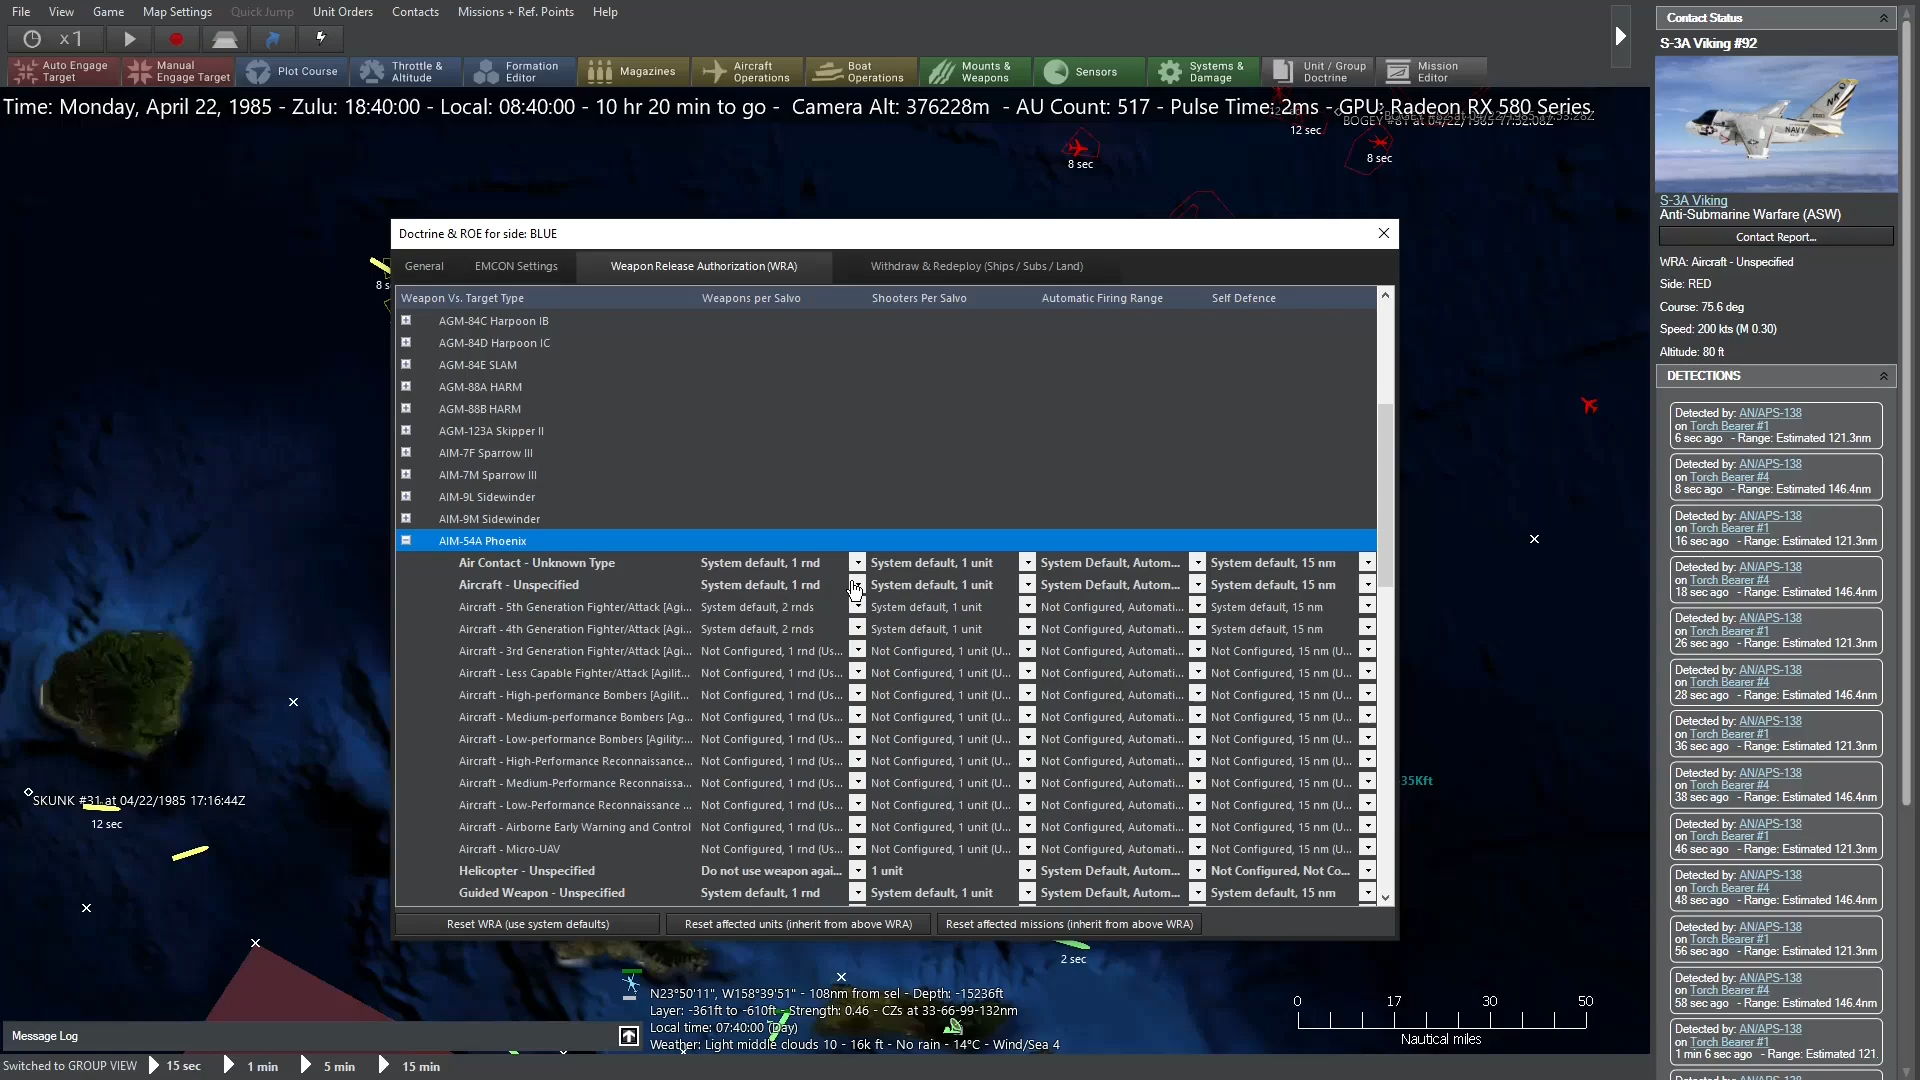 File View Game Map Settings Quick Jump Unit Orders Contacts Missions + Ref. Points Help
x1
Auto Engage Target
Manual Engage Target
Plot Course
Throttle & Altitude
Formation Editor
Magazines
Aircraft Operations
Boat Operations
Mounts & Weapons
Sensors
Systems & Damage
Unit / Group Doctrine
Mission Editor
Time: Monday, April 22, 1985 - Zulu: 18:40:00 - Local: 08:40:00 - 10 hr 20 min to go - Camera Alt: 376228m - AU Count: 517 - Pulse Time: 2ms - GPU: Radeon RX 580 Series
12 sec
8 sec
8 sec
8 s
Doctrine & ROE for side: BLUE
General EMCON Settings Weapon Release Authorization (WRA) Withdraw & Redeploy (Ships / Subs / Land)
Weapon Vs. Target Type Weapons per Salvo Shooters Per Salvo Automatic Firing Range Self Defence
AGM-84C Harpoon IB
AGM-84D Harpoon IC
AGM-84E SLAM
AGM-88A HARM
AGM-88B HARM
AGM-123A Skipper II
AIM-7F Sparrow III
AIM-7M Sparrow III
AIM-9L Sidewinder
AIM-9M Sidewinder
AIM-54A Phoenix
Air Contact - Unknown Type System default, 1 rnd System default, 1 unit System Default, Autom... System default, 15 nm
Aircraft - Unspecified System default, 1 rnd System default, 1 unit System Default, Autom... System default, 15 nm
Aircraft - 5th Generation Fighter/Attack [Agi... System default, 2 rnds System default, 1 unit Not Configured, Automati... System default, 15 nm
Aircraft - 4th Generation Fighter/Attack [Agi... System default, 2 rnds System default, 1 unit Not Configured, Automati... System default, 15 nm
Aircraft - 3rd Generation Fighter/Attack [Agi... Not Configured, 1 rnd (Us... Not Configured, 1 unit (U... Not Configured, Automati... Not Configured, 15 nm (U...
Aircraft - Less Capable Fighter/Attack [Agilit... Not Configured, 1 rnd (Us... Not Configured, 1 unit (U... Not Configured, Automati... Not Configured, 15 nm (U...
Aircraft - High-performance Bombers [Agilit... Not Configured, 1 rnd (Us... Not Configured, 1 unit (U... Not Configured, Automati... Not Configured, 15 nm (U...
Aircraft - Medium-performance Bombers [Ag... Not Configured, 1 rnd (Us... Not Configured, 1 unit (U... Not Configured, Automati... Not Configured, 15 nm (U...
Aircraft - Low-performance Bombers [Agility:... Not Configured, 1 rnd (Us... Not Configured, 1 unit (U... Not Configured, Automati... Not Configured, 15 nm (U...
Aircraft - High-Performance Reconnaissance... Not Configured, 1 rnd (Us... Not Configured, 1 unit (U... Not Configured, Automati... Not Configured, 15 nm (U...
Aircraft - Medium-Performance Reconnaissa... Not Configured, 1 rnd (Us... Not Configured, 1 unit (U... Not Configured, Automati... Not Configured, 15 nm (U...
Aircraft - Low-Performance Reconnaissance ... Not Configured, 1 rnd (Us... Not Configured, 1 unit (U... Not Configured, Automati... Not Configured, 15 nm (U...
Aircraft - Airborne Early Warning and Control Not Configured, 1 rnd (Us... Not Configured, 1 unit (U... Not Configured, Automati... Not Configured, 15 nm (U...
Aircraft - Micro-UAV Not Configured, 1 rnd (Us... Not Configured, 1 unit (U... Not Configured, Automati... Not Configured, 15 nm (U...
Helicopter - Unspecified Do not use weapon agai... 1 unit System Default, Autom... Not Configured, Not Co...
Guided Weapon - Unspecified System default, 1 rnd System default, 1 unit System Default, Autom... System default, 15 nm
Reset WRA (use system defaults) Reset affected units (inherit from above WRA) Reset affected missions (inherit from above WRA)
35Kft
SKUNK #31 at 04/22/1985 17:16:44Z
12 sec
2 sec
N23°50'11", W158°39'51" - 108nm from sel - Depth: -15236ft
Layer: -361ft to -610ft - Strength: 0.46 - CZs at 33-66-99-132nm
Local time: 07:40:00 (Day)
Weather: Light middle clouds 10 - 16k ft - No rain - 14°C - Wind/Sea 4
0 17 30 50
Nautical miles
Message Log
Switched to GROUP VIEW 15 sec 1 min 5 min 15 min
Contact Status
S-3A Viking #92
NK
NAVY
S-3A Viking
Anti-Submarine Warfare (ASW)
Contact Report...
WRA: Aircraft - Unspecified
Side: RED
Course: 75.6 deg
Speed: 200 kts (M 0.30)
Altitude: 80 ft
DETECTIONS
Detected by: AN/APS-138
on Torch Bearer #1
6 sec ago - Range: Estimated 121.3nm
Detected by: AN/APS-138
on Torch Bearer #4
8 sec ago - Range: Estimated 146.4nm
Detected by: AN/APS-138
on Torch Bearer #1
16 sec ago - Range: Estimated 121.3nm
Detected by: AN/APS-138
on Torch Bearer #4
18 sec ago - Range: Estimated 146.4nm
Detected by: AN/APS-138
on Torch Bearer #1
26 sec ago - Range: Estimated 121.3nm
Detected by: AN/APS-138
on Torch Bearer #4
28 sec ago - Range: Estimated 146.4nm
Detected by: AN/APS-138
on Torch Bearer #1
36 sec ago - Range: Estimated 121.3nm
Detected by: AN/APS-138
on Torch Bearer #4
38 sec ago - Range: Estimated 146.4nm
Detected by: AN/APS-138
on Torch Bearer #1
46 sec ago - Range: Estimated 121.3nm
Detected by: AN/APS-138
on Torch Bearer #4
48 sec ago - Range: Estimated 146.4nm
Detected by: AN/APS-138
on Torch Bearer #1
56 sec ago - Range: Estimated 121.3nm
Detected by: AN/APS-138
on Torch Bearer #4
58 sec ago - Range: Estimated 146.4nm
Detected by: AN/APS-138
on Torch Bearer #1
1 min 6 sec ago - Range: Estimated 121.